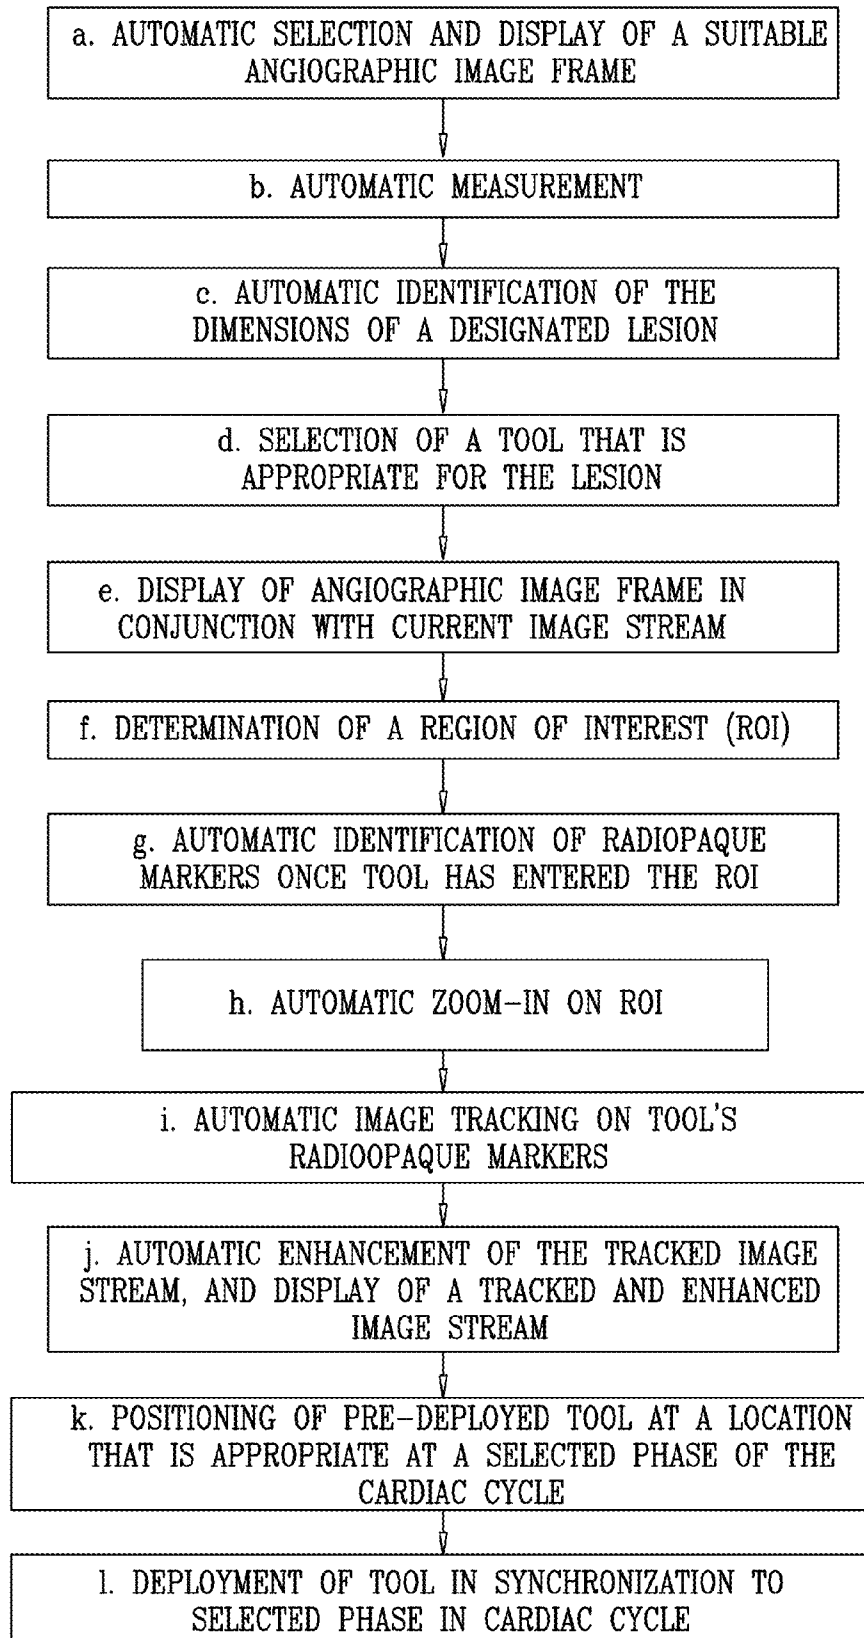 a. AUTOMATIC SELECTION AND DISPLAY OF A SUITABLE
ANGIOGRAPHIC IMAGE FRAME
b. AUTOMATIC MEASUREMENT
c. AUTOMATIC IDENTIFICATION OF THE
DIMENSIONS OF A DESIGNATED LESION
d. SELECTION OF A TOOL THAT IS
APPROPRIATE FOR THE LESION
e. DISPLAY OF ANGIOGRAPHIC IMAGE FRAME IN
CONJUNCTION WITH CURRENT IMAGE STREAM
f. DETERMINATION OF A REGION OF INTEREST (ROI)
g. AUTOMATIC IDENTIFICATION OF RADIOPAQUE
MARKERS ONCE TOOL HAS ENTERED THE ROI
h. AUTOMATIC ZOOM-IN ON ROI
i. AUTOMATIC IMAGE TRACKING ON TOOL'S
RADIOOPAQUE MARKERS
j. AUTOMATIC ENHANCEMENT OF THE TRACKED IMAGE
STREAM, AND DISPLAY OF A TRACKED AND ENHANCED
IMAGE STREAM
k. POSITIONING OF PRE-DEPLOYED TOOL AT A LOCATION
THAT IS APPROPRIATE AT A SELECTED PHASE OF THE
CARDIAC CYCLE
l. DEPLOYMENT OF TOOL IN SYNCHRONIZATION TO
SELECTED PHASE IN CARDIAC CYCLE